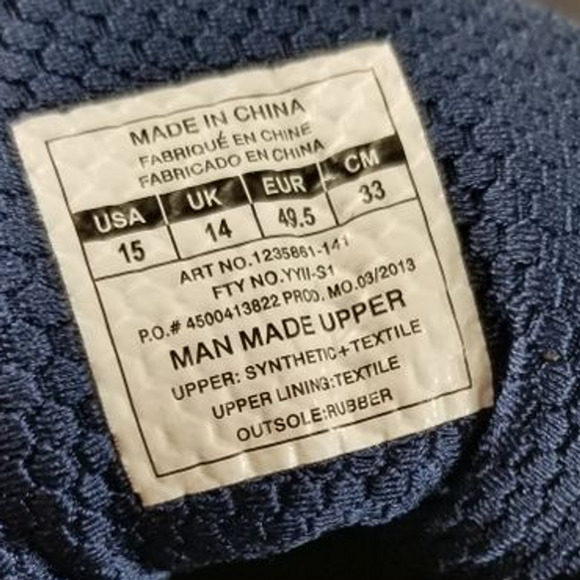 MADE IN CHINA
FABRIQUÉ EN CHINE
FABRICADO EN CHINA
USA UK EUR CM
15 14 49.5 33
ART NO.1235861-141
FTY NO.YYII-S1
P.O.# 4500413822 PROD. MO.03/2013
MAN MADE UPPER
UPPER: SYNTHETIC+TEXTILE
UPPER LINING:TEXTILE
OUTSOLE:RUBBER